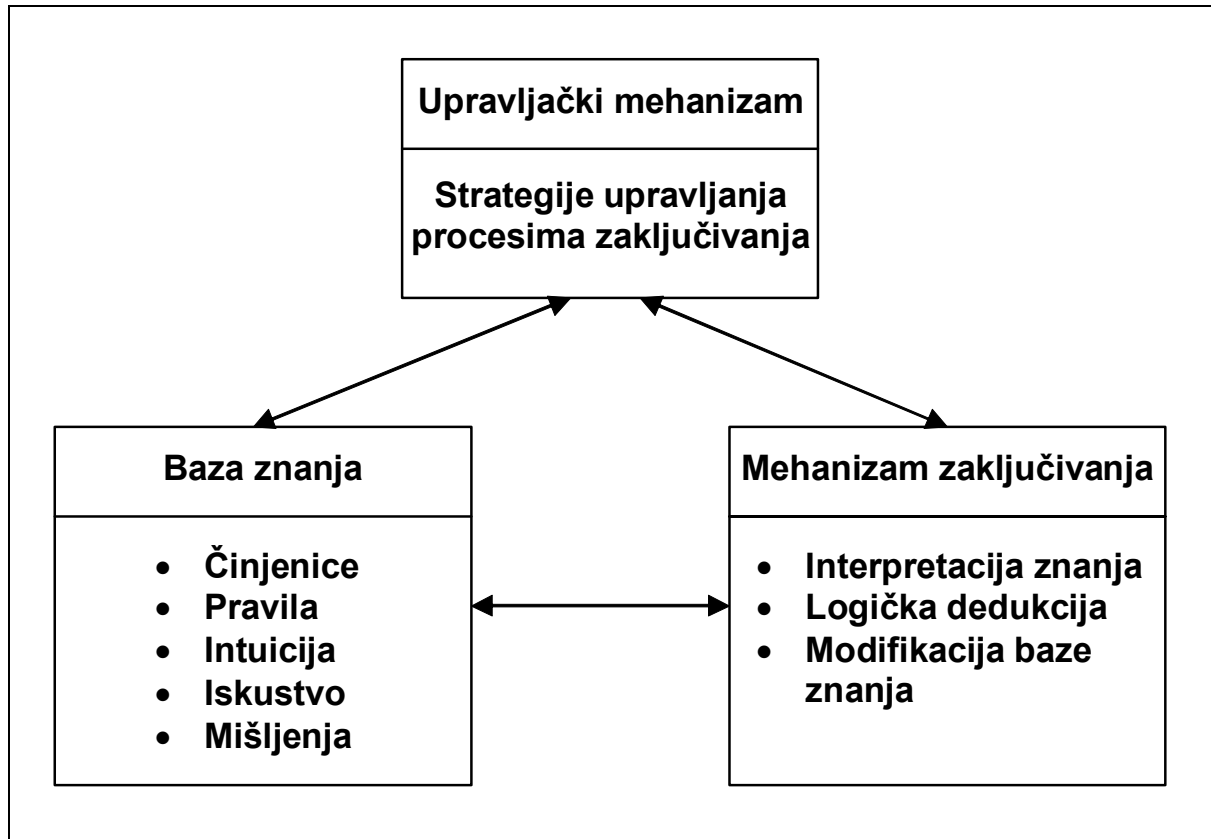 Upravljački mehanizam
Strategije upravljanja
procesima zaključivanja
Baza znanja
• Činjenice
• Pravila
• Intuicija
• Iskustvo
• Mišljenja
Mehanizam zaključivanja
• Interpretacija znanja
• Logička dedukcija
• Modifikacija baze
znanja